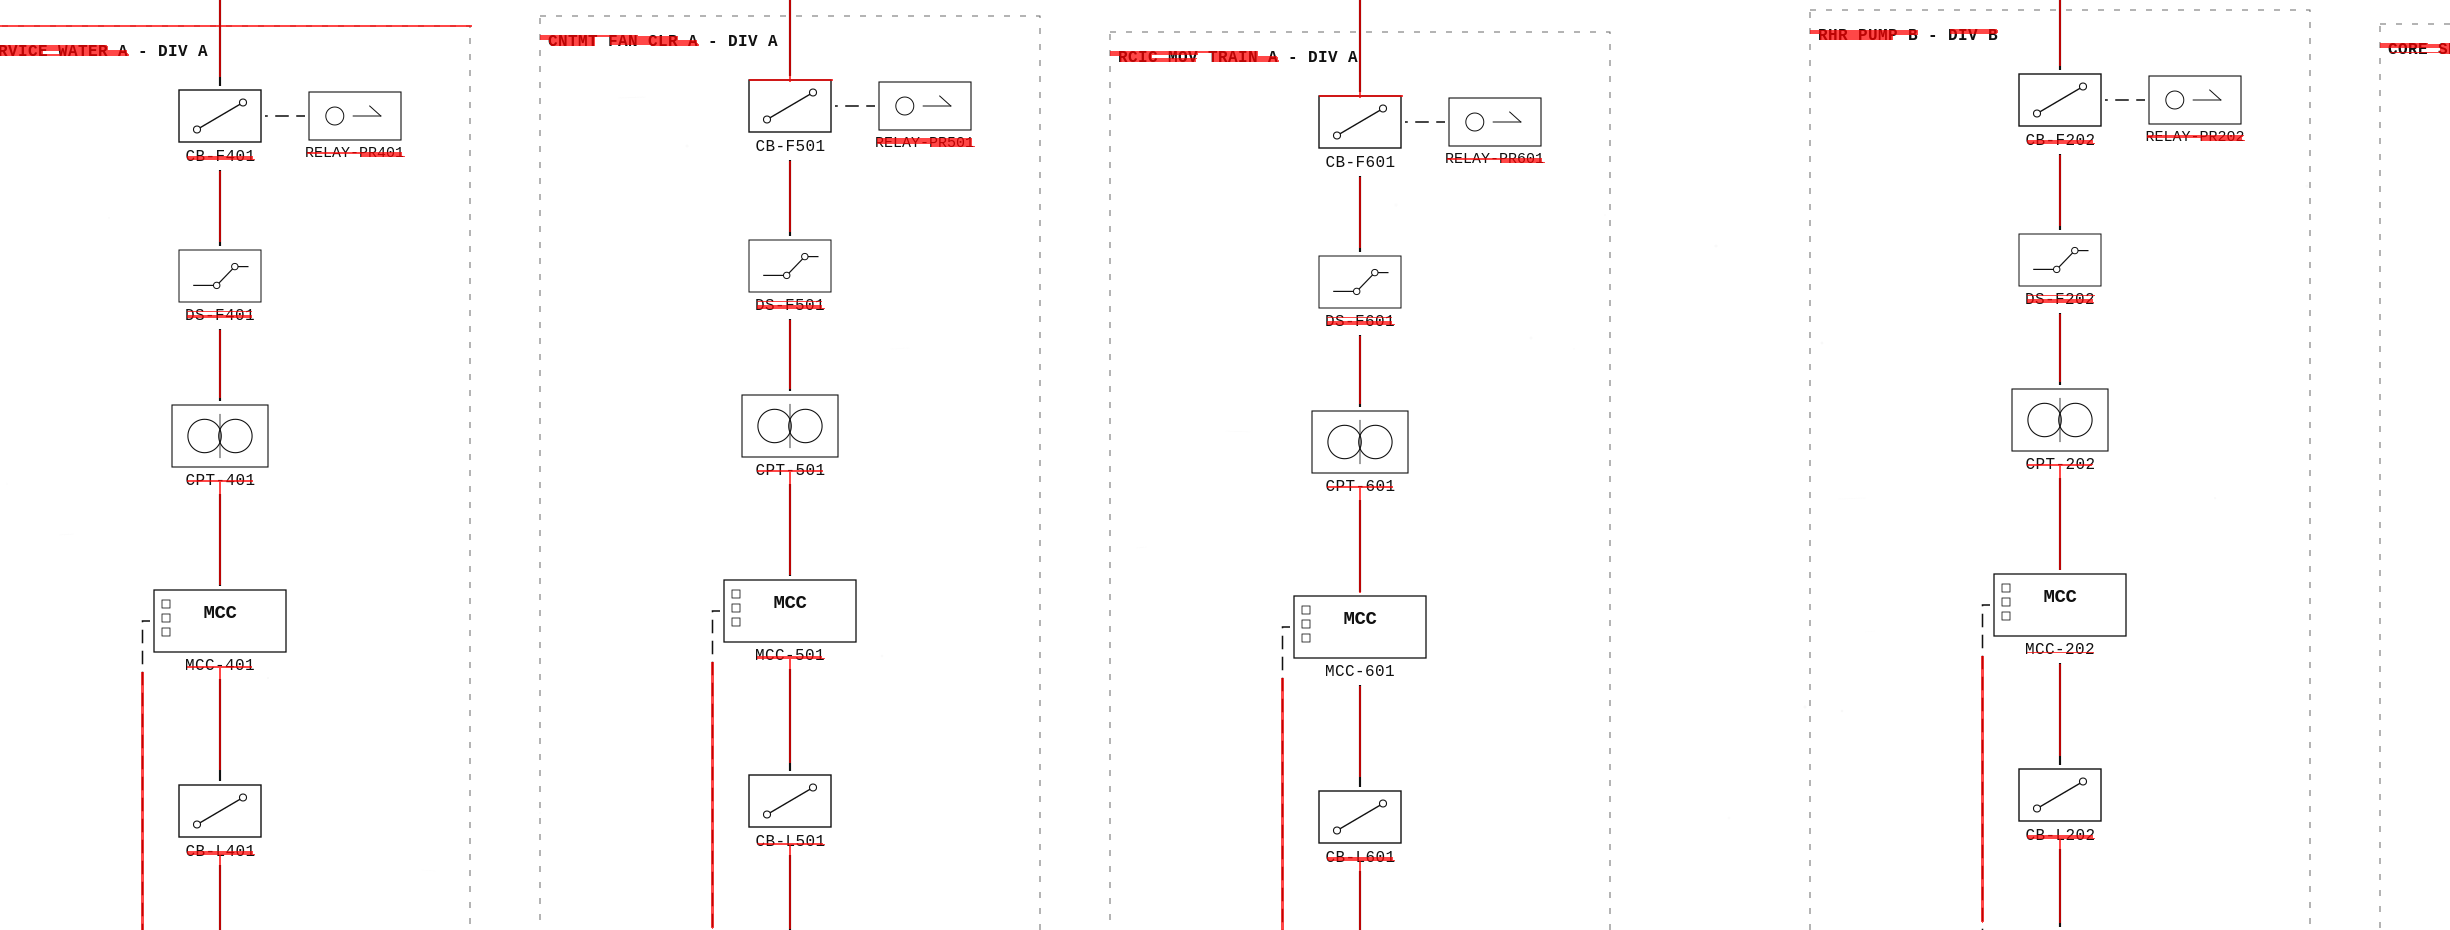 RVICE WATER A - DIV A
CB-F401
RELAY-PR401
DS-F401
CPT-401
MCC
MCC-401
CB-L401
CNTMT FAN CLR A - DIV A
CB-F501
RELAY-PR501
DS-F501
CPT-501
MCC
MCC-501
CB-L501
RCIC MOV TRAIN A - DIV A
CB-F601
RELAY-PR601
DS-F601
CPT-601
MCC
MCC-601
CB-L601
RHR PUMP B - DIV B
CB-F202
RELAY-PR202
DS-F202
CPT-202
MCC
MCC-202
CB-L202
CORE